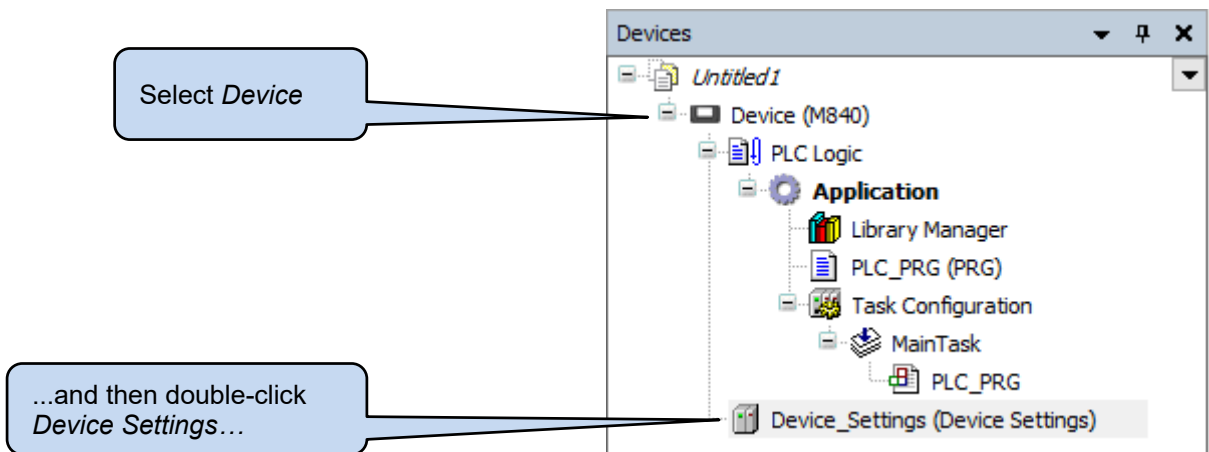 Devices
Untitled1
Select Device
Device (M840)
PLC Logic
Application
Library Manager
PLC_PRG (PRG)
Task Configuration
MainTask
PLC_PRG
...and then double-click
Device Settings…
Device_Settings (Device Settings)